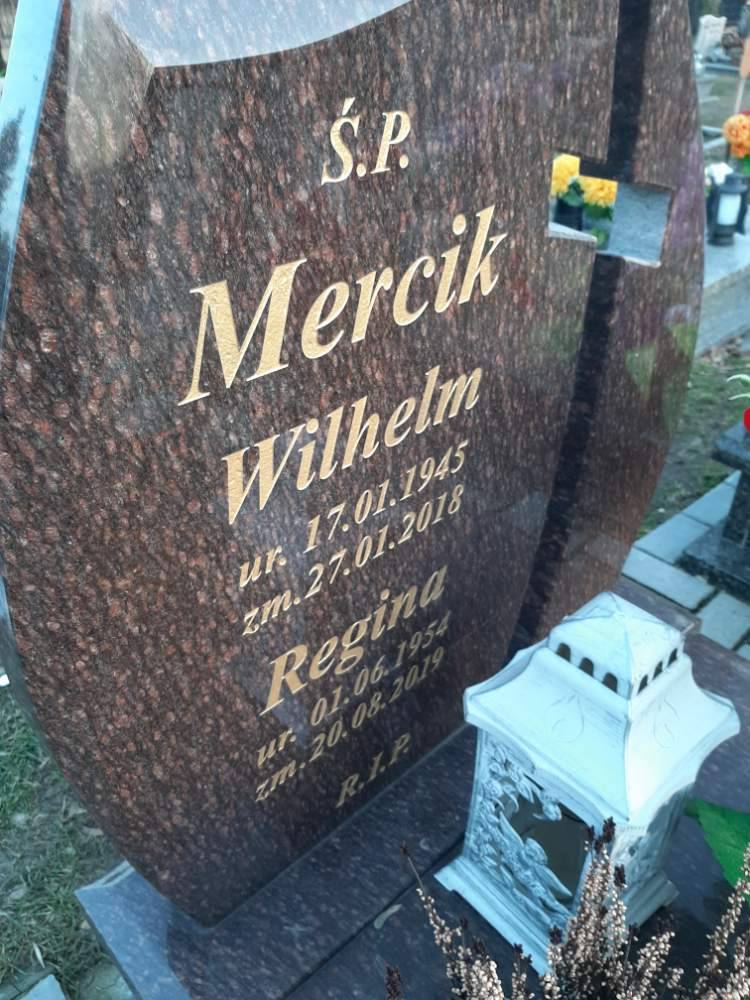 Ś.P.
Mercik
Wilhelm
ur. 17.01.1945
zm.27.01.2018
Regina
ur. 01.06.1954
zm.20.08.2019
R.I.P.